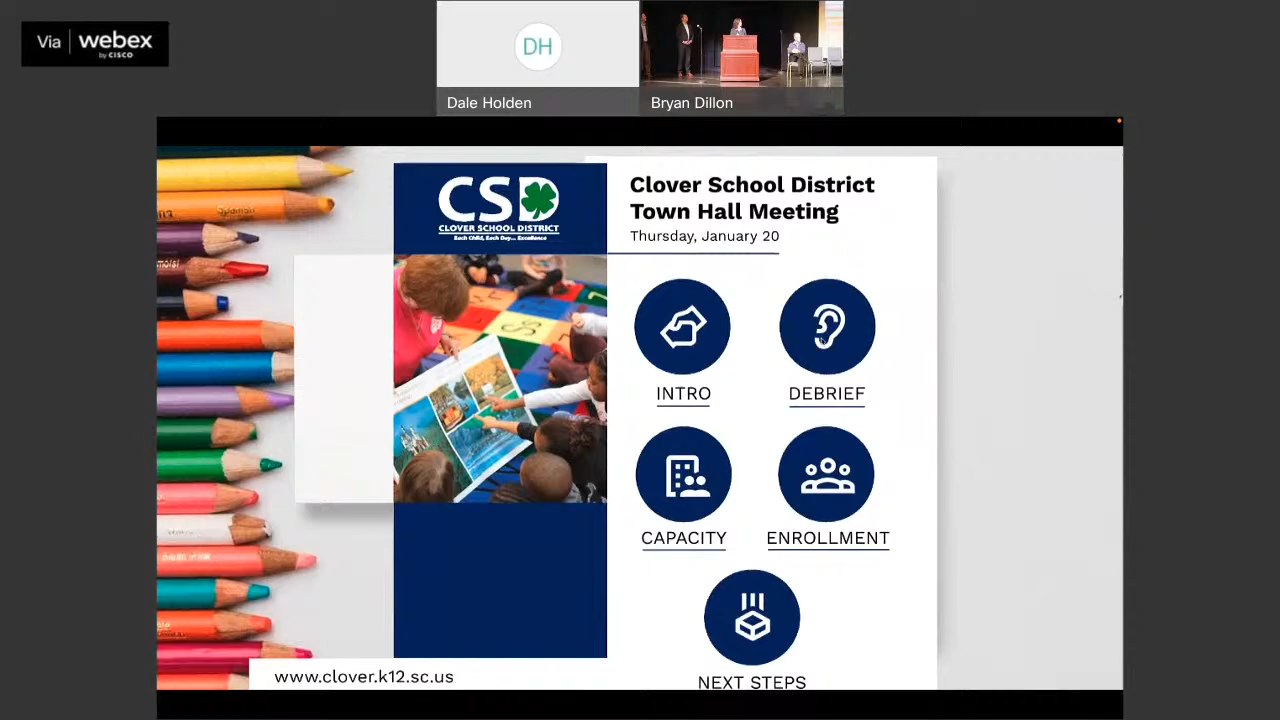 Via webex
by CISCO
DH
Dale Holden
Bryan Dillon
CSD
CLOVER SCHOOL DISTRICT
Each Child, Each Day... Excellence
Clover School District
Town Hall Meeting
Thursday, January 20
INTRO
DEBRIEF
CAPACITY
ENROLLMENT
NEXT STEPS
www.clover.k12.sc.us
Spanish
Ss